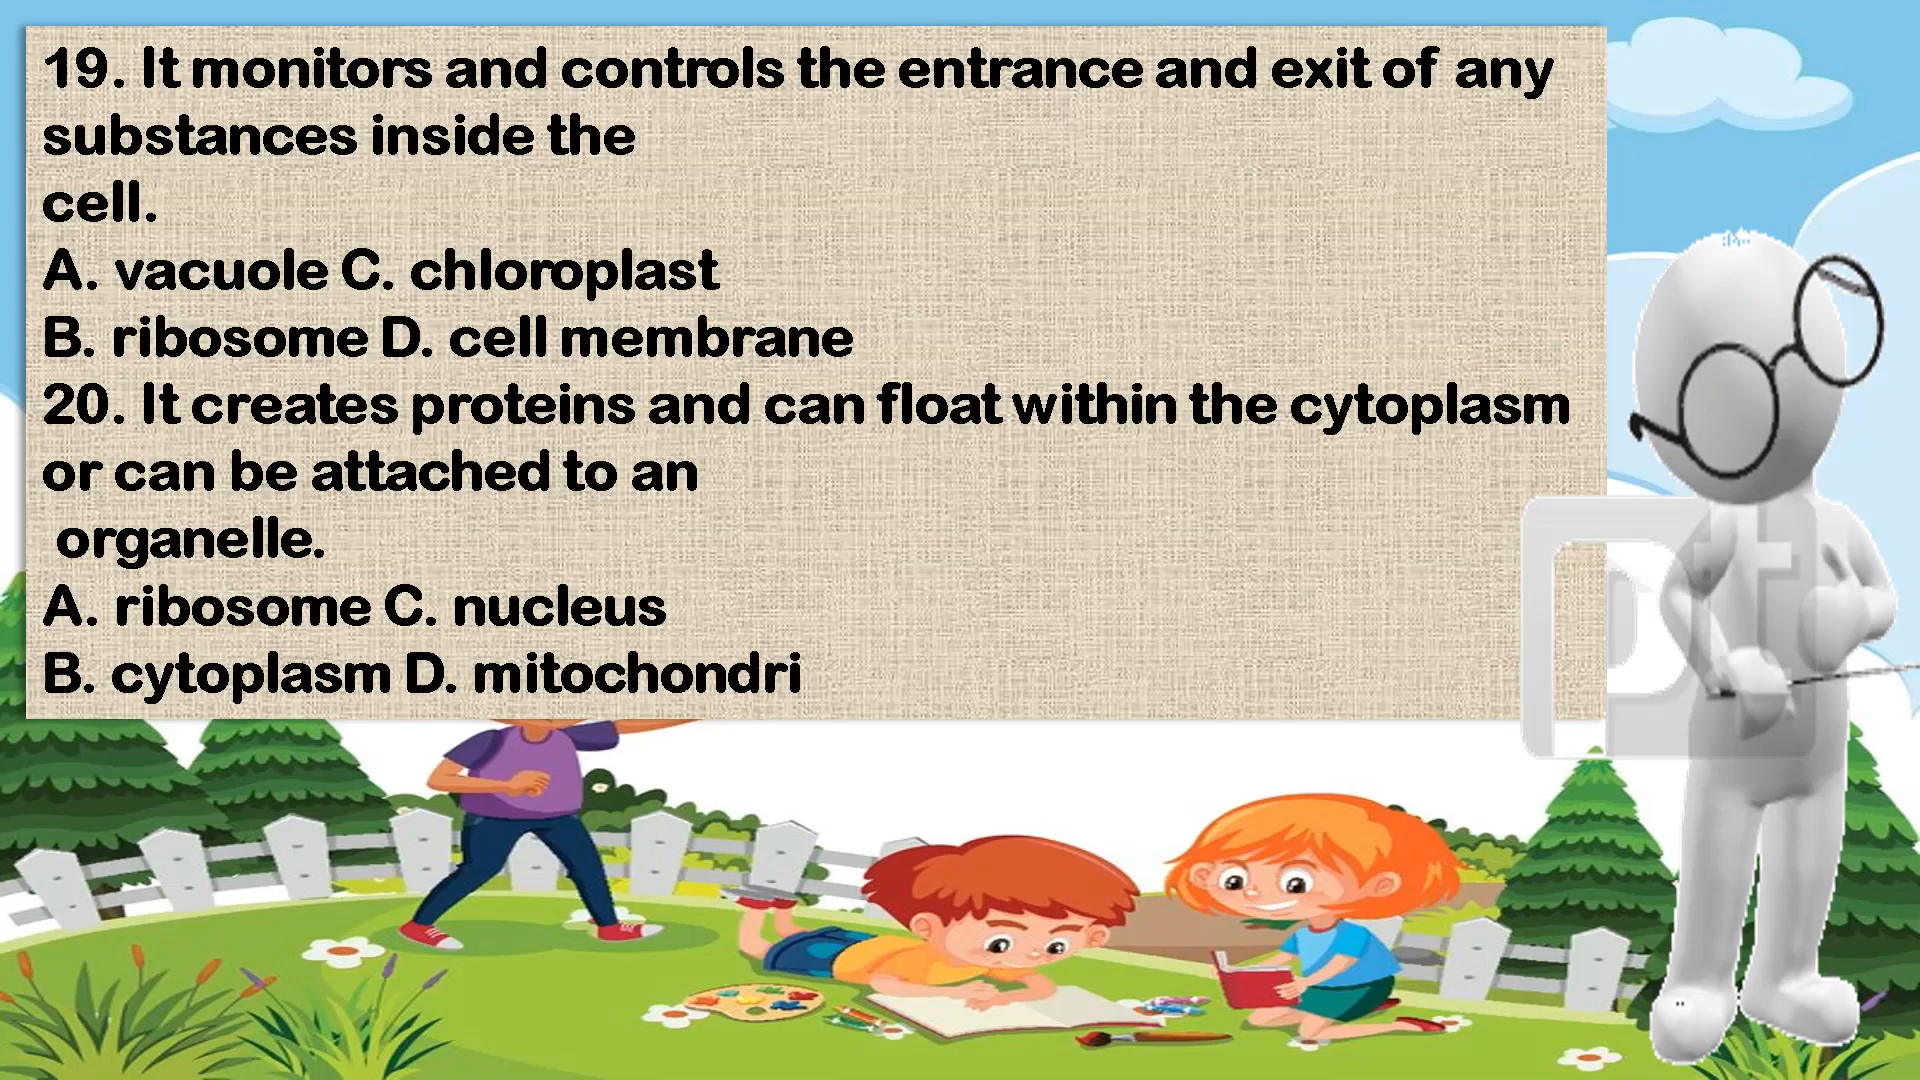 19. It monitors and controls the entrance and exit of any
substances inside the
cell.
A. vacuole C. chloroplast
B. ribosome D. cell membrane
20. It creates proteins and can float within the cytoplasm
or can be attached to an
organelle.
A. ribosome C. nucleus
B. cytoplasm D. mitochondri